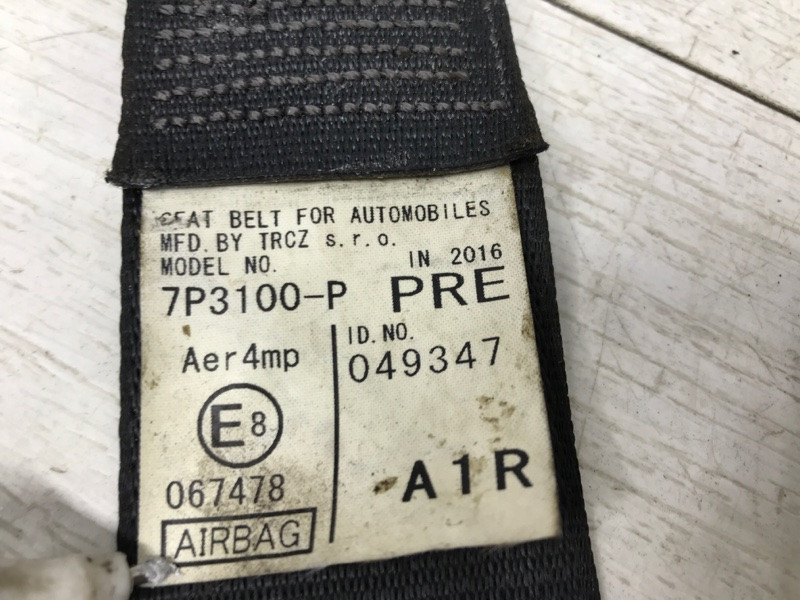 SEAT BELT FOR AUTOMOBILES
MFD. BY TRCZ s.r.o.
MODEL NO. IN 2016
7P3100-P PRE
Aer4mp
E8
067478
AIRBAG
ID. NO.
049347
A1R